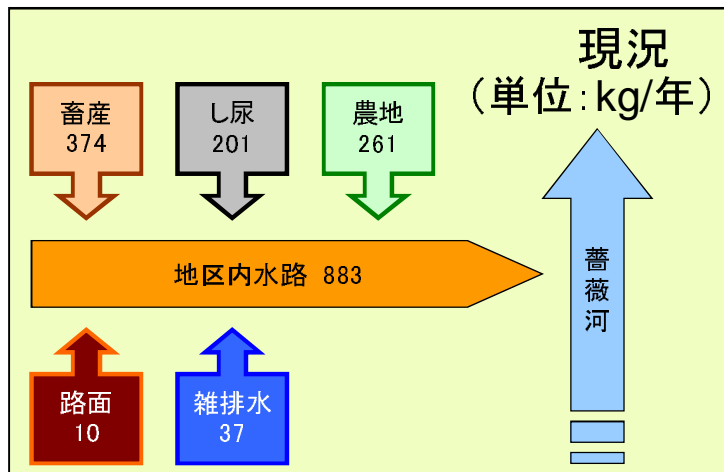 現況
(単位:kg/年)
畜産
374
し尿
201
農地
261
地区内水路 883
薔薇河
路面
10
雑排水
37